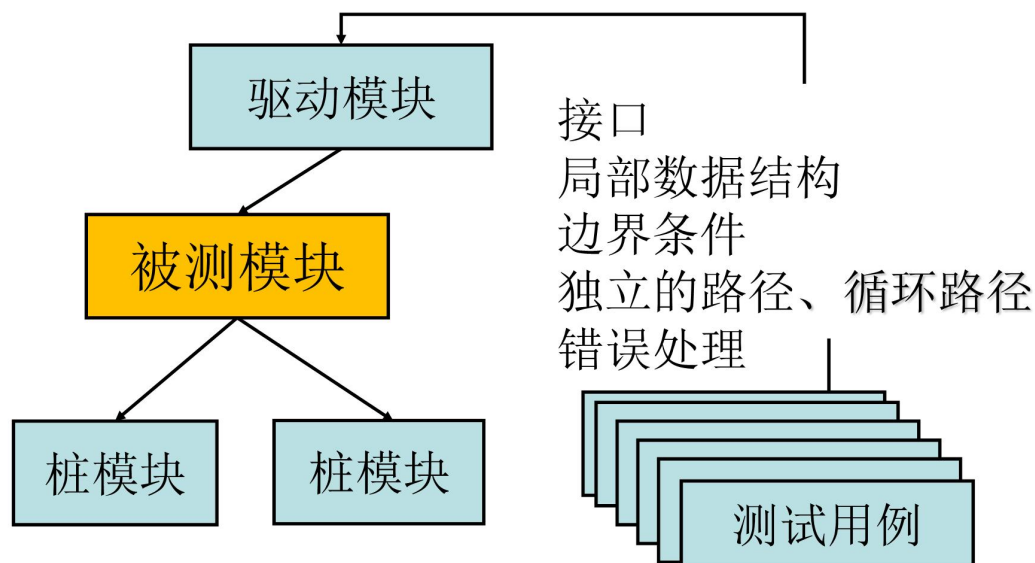 驱动模块
被测模块
桩模块
桩模块
接口
局部数据结构
边界条件
独立的路径、循环路径
错误处理
测试用例